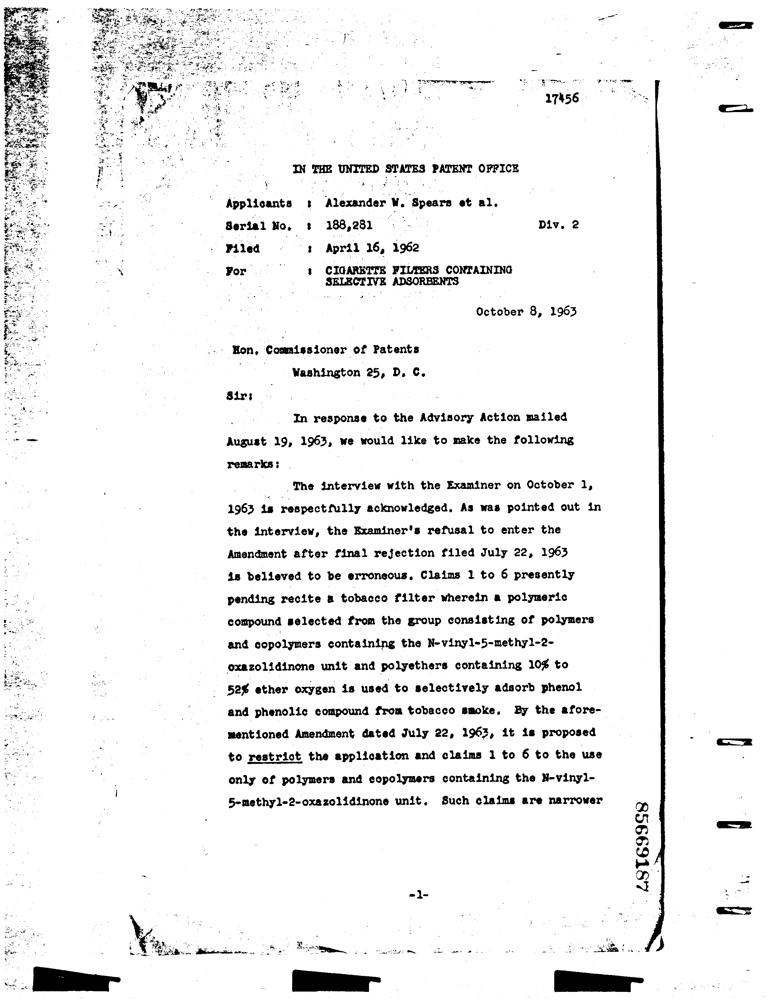 17456
IN THE UNITED STATES PATENT OFFICE
Applicants : Alexander W. Spears et al.
Serial No. : 188,281 Div. 2
Filed : April 16, 1962
For : CIGARETTE FILTERS CONTAINING
SELECTIVE ADSORBENTS
October 8, 1963
Hon. Commissioner of Patents
Washington 25, D. C.
Sir:
In response to the Advisory Action mailed
August 19, 1963, we would like to make the following
remarks:
The interview with the Examiner on October 1,
1963 is respectfully acknowledged. As was pointed out in
the interview, the Examiner's refusal to enter the
Amendment after final rejection filed July 22, 1963
is believed to be erroneous. Claims 1 to 6 presently
pending recite a tobacco filter wherein a polymeric
compound selected from the group consisting of polymers
and copolymers containing the N-vinyl-5-methyl-2-
oxazolidinone unit and polyethers containing 10% to
52% ether oxygen is used to selectively adsorb phenol
and phenolic compound from tobacco smoke. By the afore-
mentioned Amendment dated July 22, 1963, it is proposed
to restrict the application and claims 1 to 6 to the use
only of polymers and copolymers containing the N-vinyl-
5-methyl-2-oxazolidinone unit. Such claims are narrower
85669187
-1-